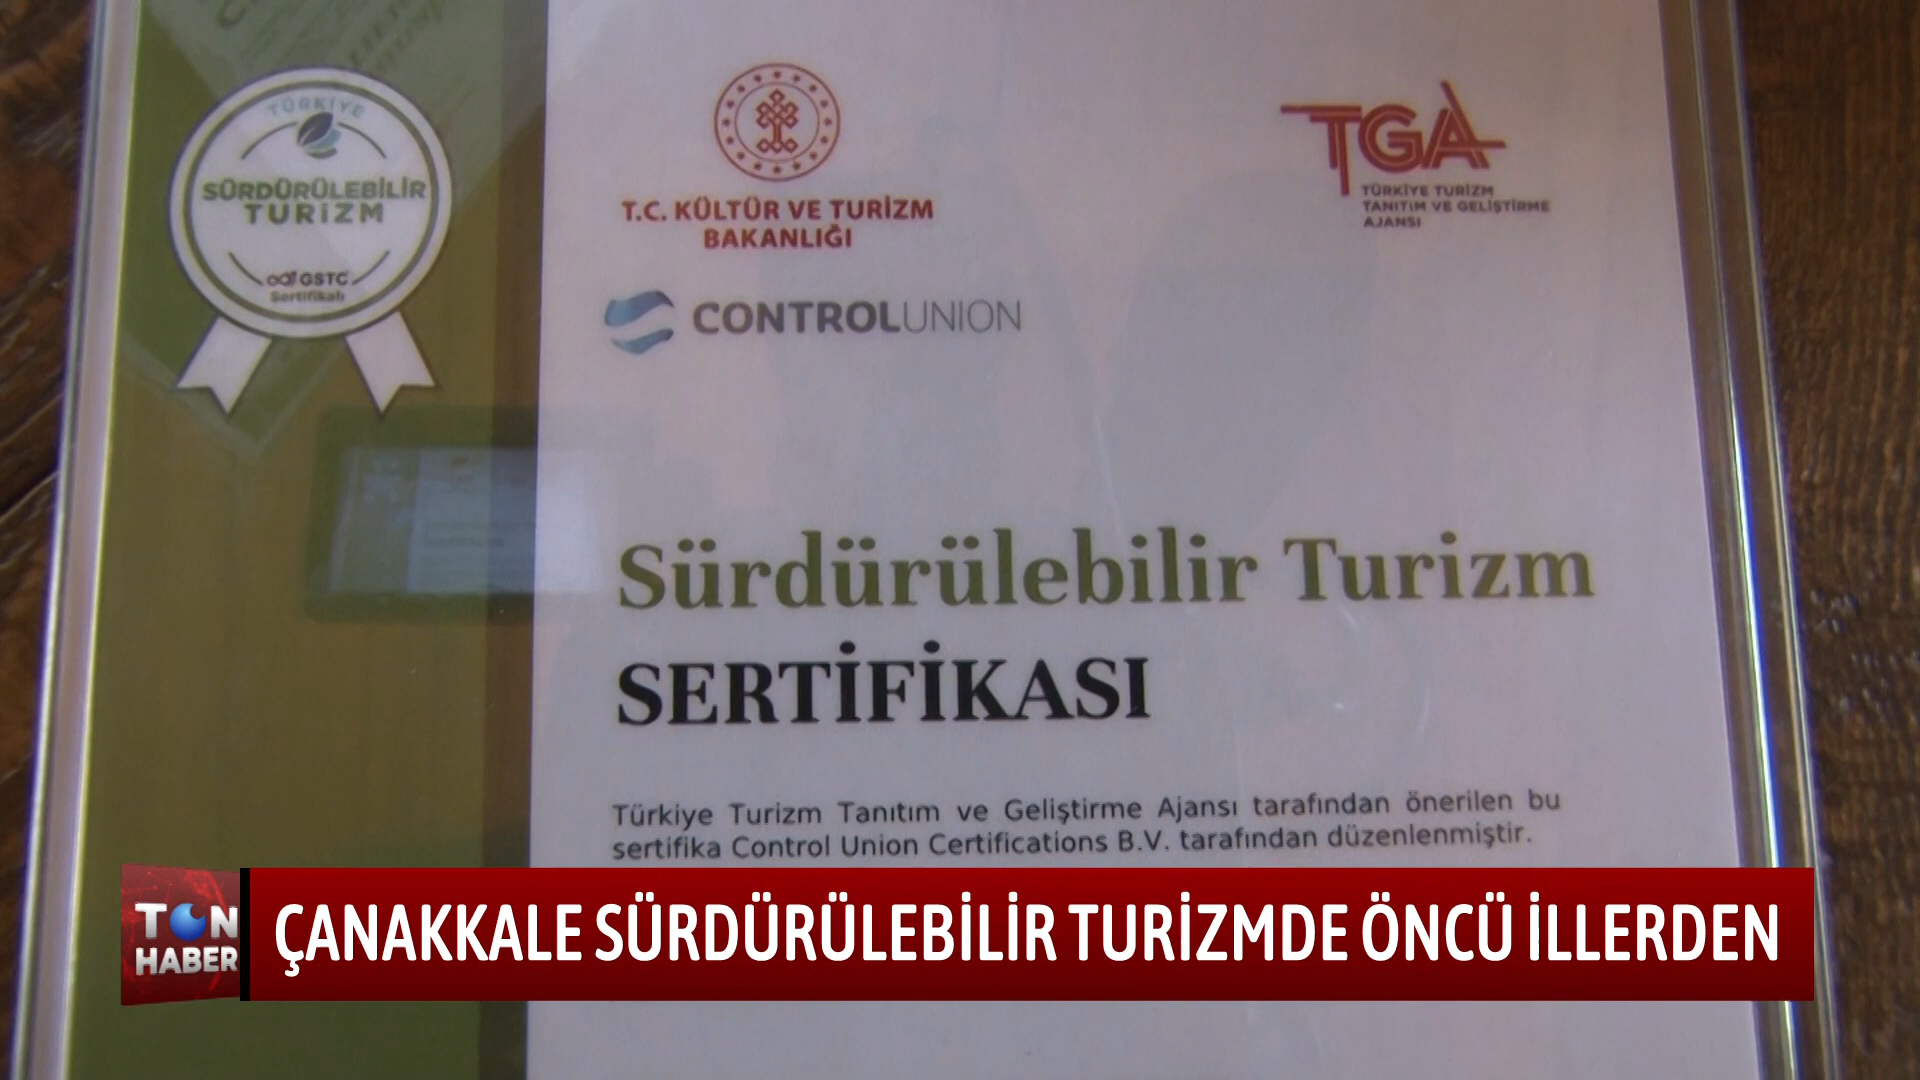 TÜRKİYE
SÜRDÜRÜLEBİLİR
TURİZM
GSTC
Sertifikalı
T.C. KÜLTÜR VE TURİZM
BAKANLIĞI
TGA
TÜRKİYE TURİZM
TANITIM VE GELİŞTİRME
AJANSI
CONTROLUNION
Sürdürülebilir Turizm
SERTİFİKASI
Türkiye Turizm Tanıtım ve Geliştirme Ajansı tarafından önerilen bu
sertifika Control Union Certifications B.V. tarafından düzenlenmiştir.
TON
HABER
ÇANAKKALE SÜRDÜRÜLEBİLİR TURİZMDE ÖNCÜ İLLERDEN